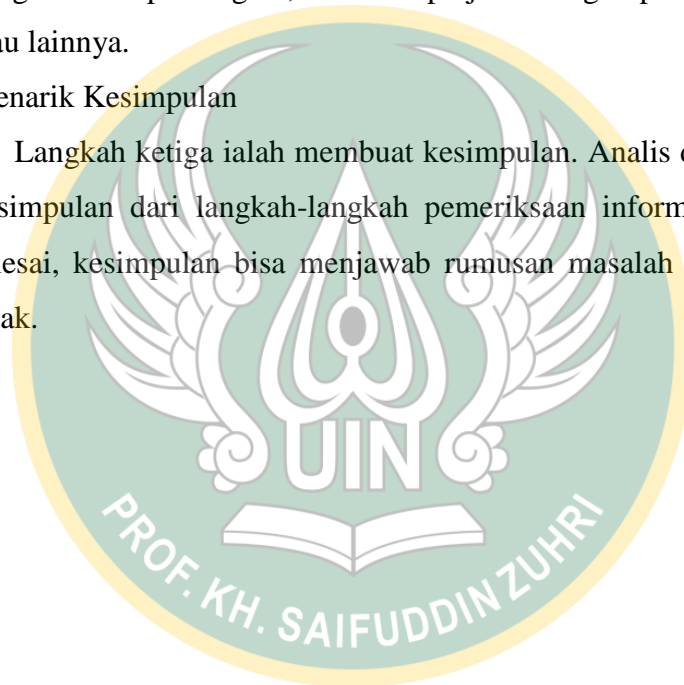 au lainnya.
enarik Kesimpulan
Langkah ketiga ialah membuat kesimpulan. Analis
simpulan dari langkah-langkah pemeriksaan inform
esai, kesimpulan bisa menjawab rumusan masalah
ak.
UIN
PROF. KH. SAIFUDDIN ZUHRI